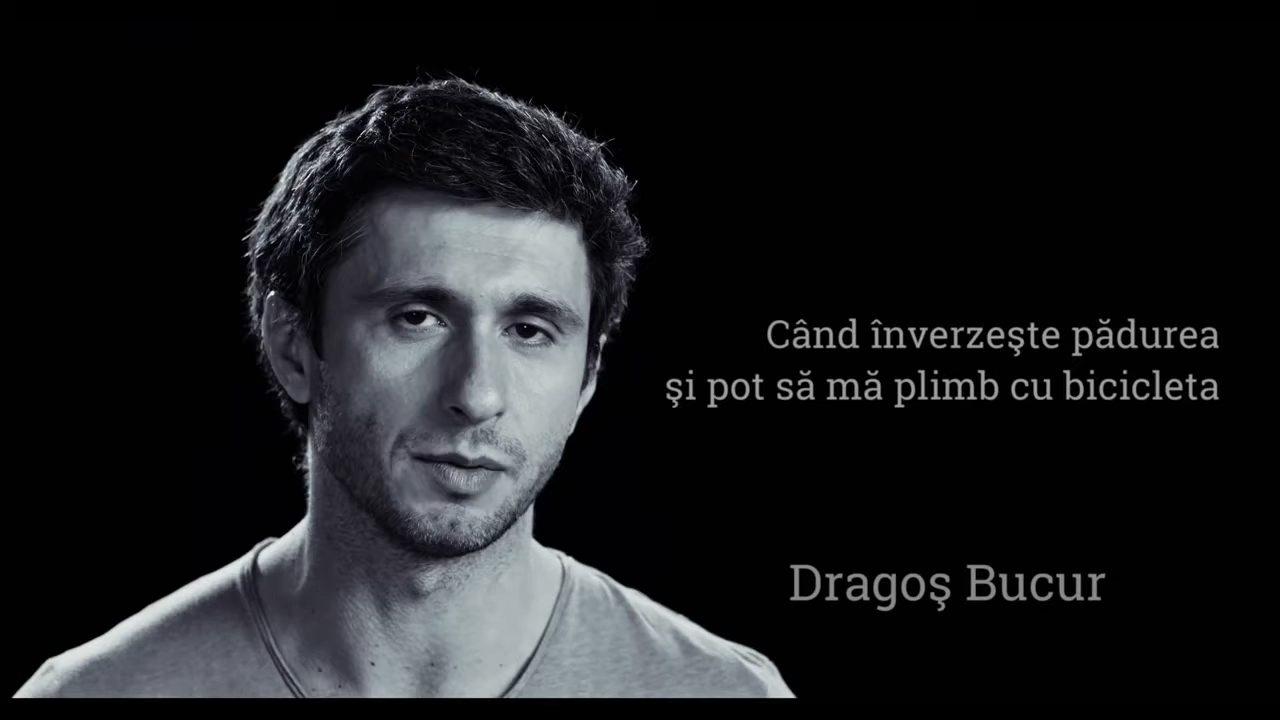 Când înverzeşte pădurea
şi pot să mă plimb cu bicicleta
Dragoş Bucur